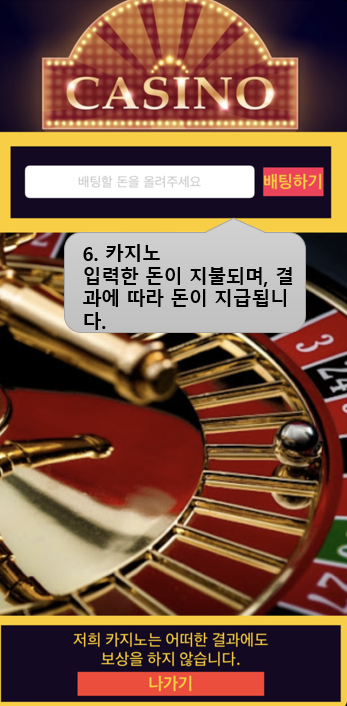 CASINO
배팅할 돈을 올려주세요
배팅하기
6. 카지노
입력한 돈이 지불되며, 결
과에 따라 돈이 지급됩니
다.
3
26
저희 카지노는 어떠한 결과에도
보상을 하지 않습니다.
나가기